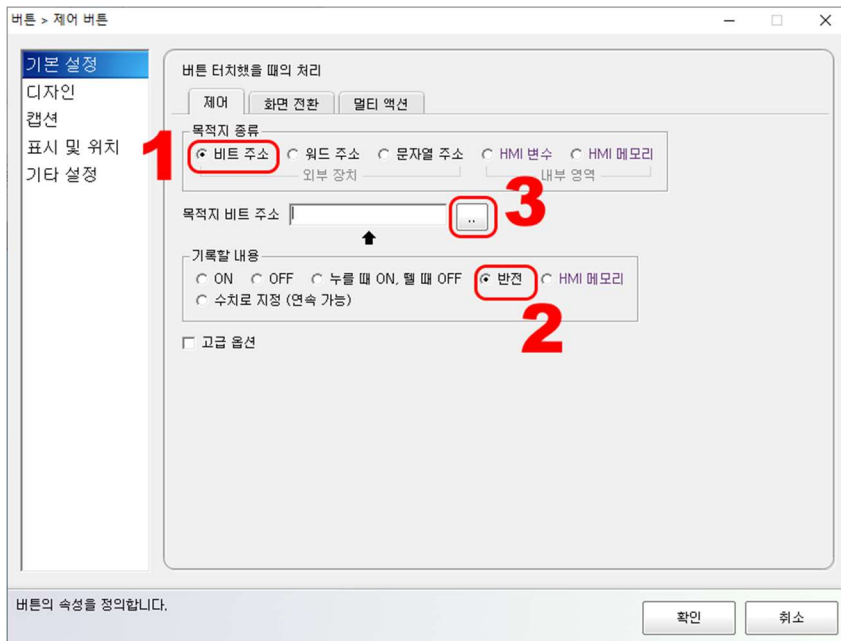 버튼 > 제어 버튼
기본 설정
디자인
캡션
표시 및 위치
기타 설정
버튼 터치했을 때의 처리
제어 화면 전환 멀티 액션
목적지 종류
1 비트 주소 워드 주소 문자열 주소 HMI 변수 HMI 메모리
외부 장치 내부 영역
목적지 비트 주소 .. 3
기록할 내용
ON OFF 누를 때 ON, 뗄 때 OFF 반전 HMI 메모리
수치로 지정 (연속 가능)
2
고급 옵션
버튼의 속성을 정의합니다.
확인 취소